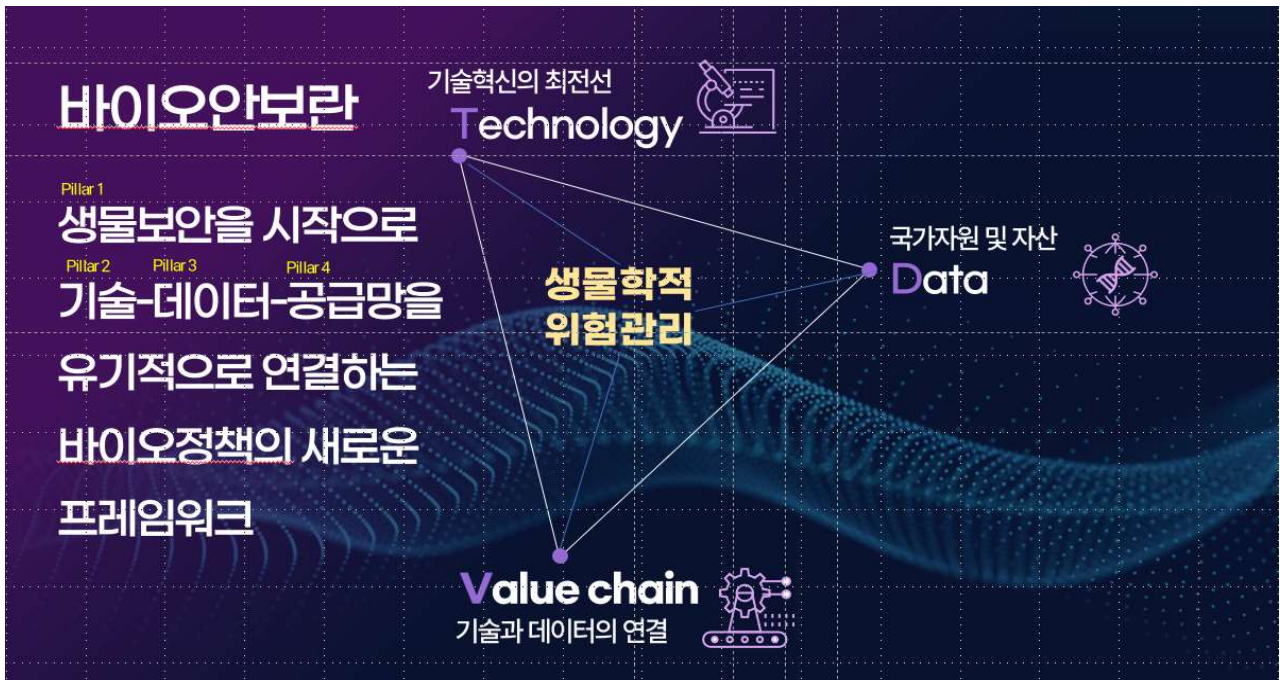 바이오안보란
Pillar 1
생물보안을 시작으로
Pillar 2 Pillar 3 Pillar 4
기술-데이터-공급망을
유기적으로 연결하는
바이오정책의 새로운
프레임워크
기술혁신의 최전선
Technology
국가자원 및 자산
Data
생물학적
위험관리
Value chain
기술과 데이터의 연결